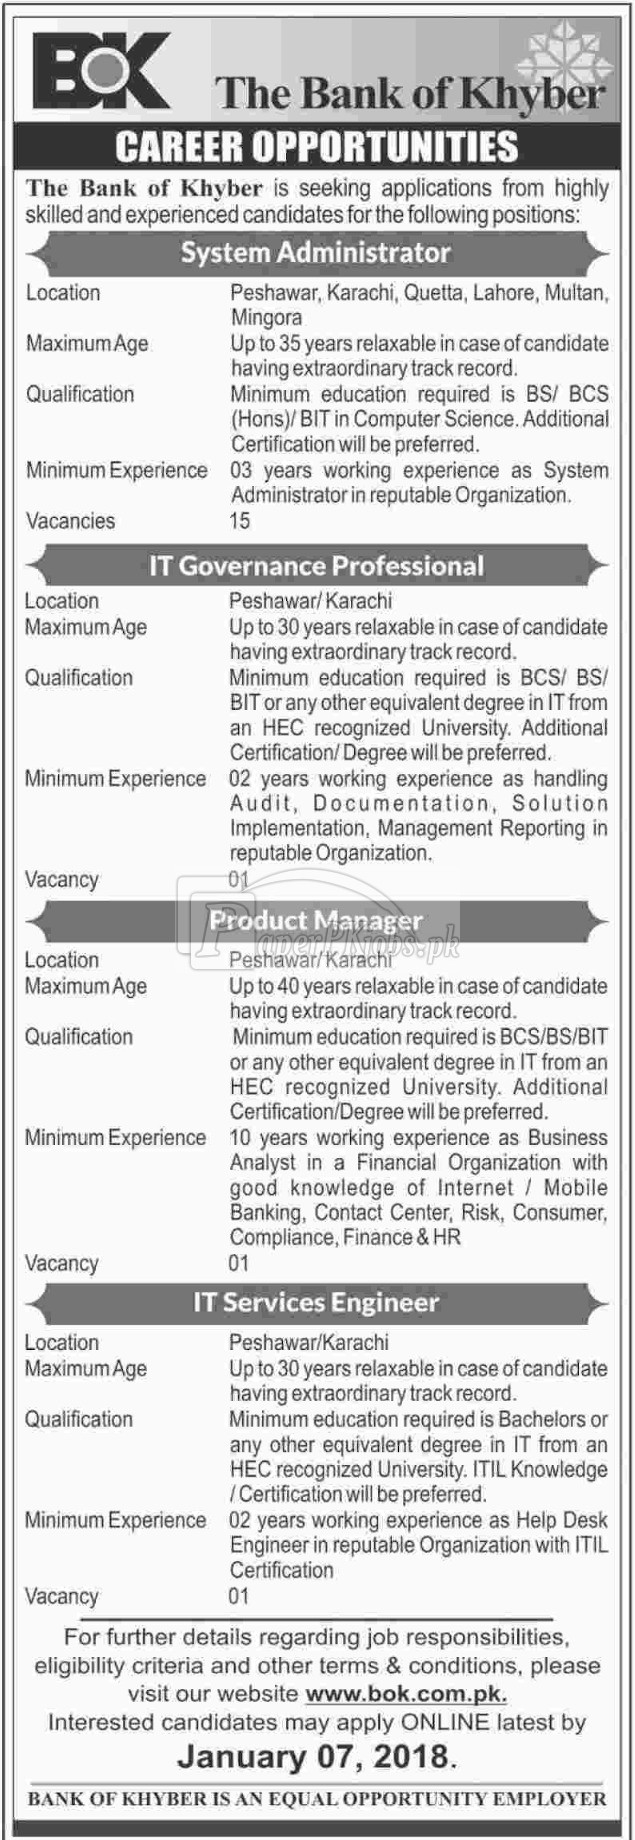 BOK
The Bank of Khyber
CAREER OPPORTUNITIES
The Bank of Khyber is seeking applications from highly
skilled and experienced candidates for the following positions:
System Administrator
Location Peshawar, Karachi, Quetta, Lahore, Multan,
Mingora
Maximum Age Up to 35 years relaxable in case of candidate
having extraordinary track record.
Qualification Minimum education required is BS/ BCS
(Hons)/ BIT in Computer Science. Additional
Certification will be preferred.
Minimum Experience 03 years working experience as System
Administrator in reputable Organization.
Vacancies 15
IT Governance Professional
Location Peshawar/ Karachi
Maximum Age Up to 30 years relaxable in case of candidate
having extraordinary track record.
Qualification Minimum education required is BCS/ BS/
BIT or any other equivalent degree in IT from
an HEC recognized University. Additional
Certification/ Degree will be preferred.
Minimum Experience 02 years working experience as handling
Audit, Documentation, Solution
Implementation, Management Reporting in
reputable Organization.
Vacancy 01
Product Manager
PaperPKjobs.pk
Location Peshawar/ Karachi
Maximum Age Up to 40 years relaxable in case of candidate
having extraordinary track record.
Qualification Minimum education required is BCS/BS/BIT
or any other equivalent degree in IT from an
HEC recognized University. Additional
Certification/Degree will be preferred.
Minimum Experience 10 years working experience as Business
Analyst in a Financial Organization with
good knowledge of Internet / Mobile
Banking, Contact Center, Risk, Consumer,
Compliance, Finance & HR
Vacancy 01
IT Services Engineer
Location Peshawar/Karachi
Maximum Age Up to 30 years relaxable in case of candidate
having extraordinary track record.
Qualification Minimum education required is Bachelors or
any other equivalent degree in IT from an
HEC recognized University. ITIL Knowledge
/ Certification will be preferred.
Minimum Experience 02 years working experience as Help Desk
Engineer in reputable Organization with ITIL
Certification
Vacancy 01
For further details regarding job responsibilities,
eligibility criteria and other terms & conditions, please
visit our website www.bok.com.pk.
Interested candidates may apply ONLINE latest by
January 07, 2018.
BANK OF KHYBER IS AN EQUAL OPPORTUNITY EMPLOYER